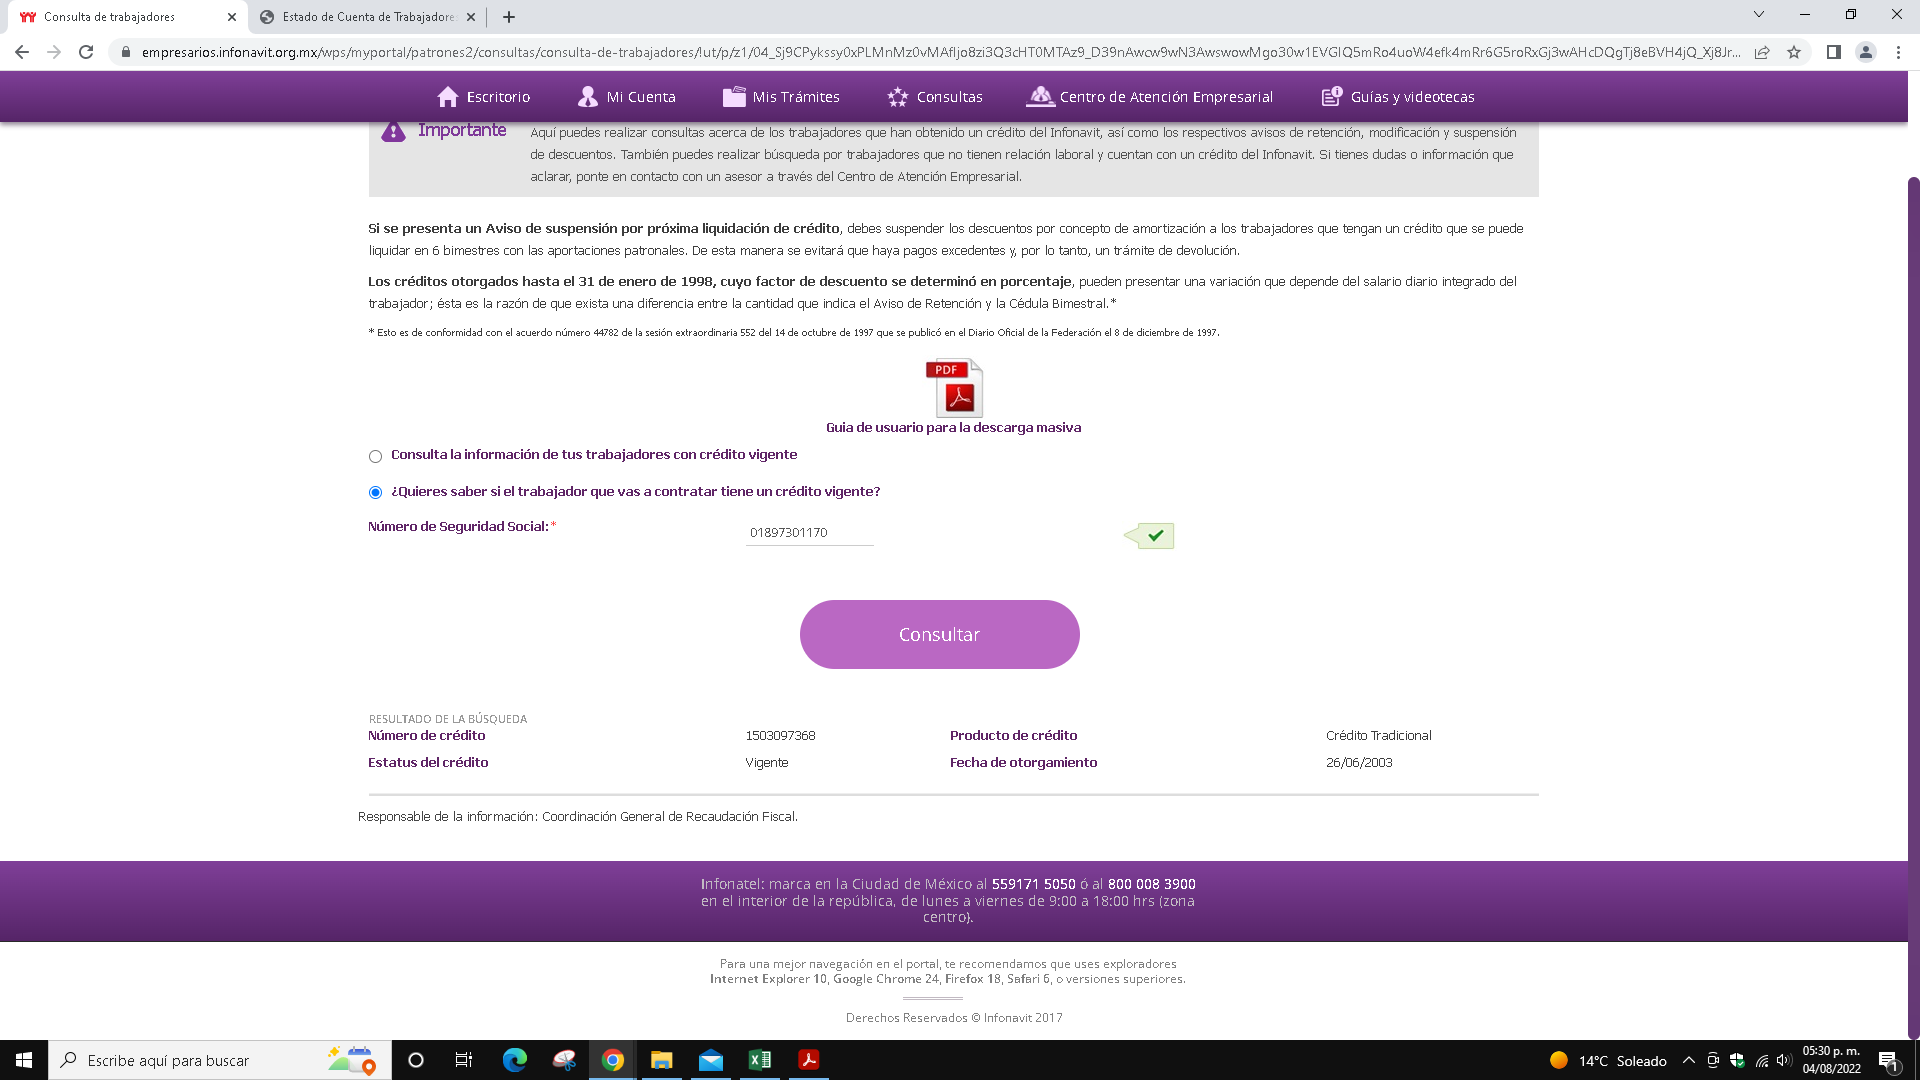 Consulta de trabajadores
Estado de Cuenta de Trabajadore
empresarios.infonavit.org.mx/wps/myportal/patrones2/consultas/consulta-de-trabajadores/!ut/p/z1/
Escritorio
Mi Cuenta
Mis Trámites
Consultas
Centro de Atención Empresarial
Guías y videotecas
Importante
Aquí puedes realizar consultas acerca de los trabajadores que han obtenido un crédito del Infonavit, así como los respectivos avisos de retención, modificación y suspensión
de descuentos. También puedes realizar búsqueda por trabajadores que no tienen relación laboral y cuentan con un crédito del Infonavit. Si tienes dudas o información que
aclarar, ponte en contacto con un asesor a través del Centro de Atención Empresarial.
Si se presenta un Aviso de suspensión por próxima liquidación de crédito, debes suspender los descuentos por concepto de amortización a los trabajadores que tengan un crédito que se puede
liquidar en 6 bimestres con las aportaciones patronales. De esta manera se evitará que haya pagos excedentes y, por lo tanto, un trámite de devolución.
Los créditos otorgados hasta el 31 de enero de 1998, cuyo factor de descuento se determinó en porcentaje, pueden presentar una variación que depende del salario diario integrado del
trabajador; ésta es la razón de que exista una diferencia entre la cantidad que indica el Aviso de Retención y la Cédula Bimestral.*
* Esto es de conformidad con el acuerdo número 44782 de la sesión extraordinaria 552 del 14 de octubre de 1997 que se publicó en el Diario Oficial de la Federación el 8 de diciembre de 1997.
PDF
Guia de usuario para la descarga masiva
Consulta la información de tus trabajadores con crédito vigente
¿Quieres saber si el trabajador que vas a contratar tiene un crédito vigente?
Número de Seguridad Social:*
01897301170
Consultar
RESULTADO DE LA BÚSQUEDA
Número de crédito 1503097368 Producto de crédito Crédito Tradicional
Estatus del crédito Vigente Fecha de otorgamiento 26/06/2003
Responsable de la información: Coordinación General de Recaudación Fiscal.
Infonatel: marca en la Ciudad de México al 559171 5050 ó al 800 008 3900
en el interior de la república, de lunes a viernes de 9:00 a 18:00 hrs (zona
centro).
Para una mejor navegación en el portal, te recomendamos que uses exploradores
Internet Explorer 10, Google Chrome 24, Firefox 18, Safari 6, o versiones superiores.
Derechos Reservados © Infonavit 2017
Escribe aquí para buscar
14°C Soleado
05:30 p. m.
04/08/2022
1